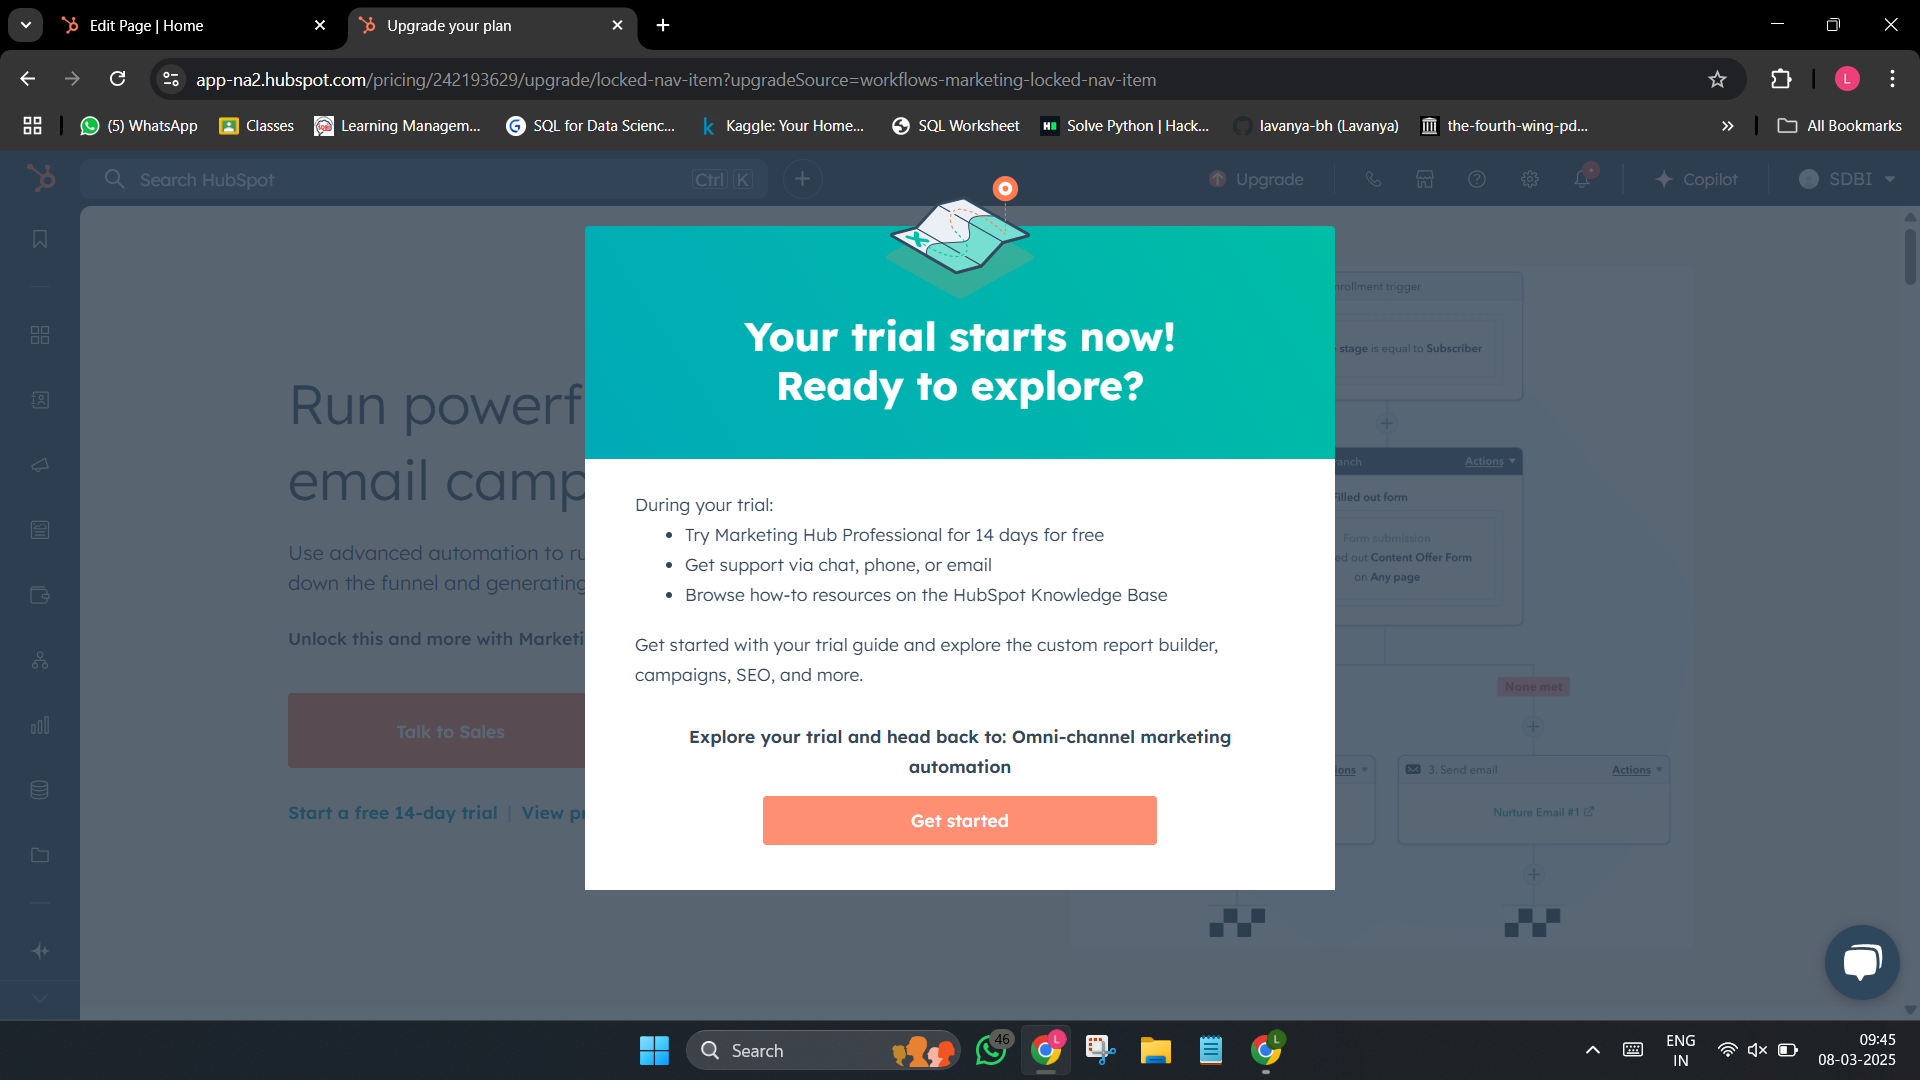 Edit Page | Home
Upgrade your plan
app-na2.hubspot.com/pricing/242193629/upgrade/locked-nav-item?upgradeSource=workflows-marketing-locked-nav-item
L
(5) WhatsApp
Classes
Learning Managem...
SQL for Data Scienc...
Kaggle: Your Home...
SQL Worksheet
Solve Python | Hack...
lavanya-bh (Lavanya)
the-fourth-wing-pd...
All Bookmarks
Search HubSpot
Ctrl K
Upgrade
Copilot
SDBI
Your trial starts now!
Ready to explore?
During your trial:
Try Marketing Hub Professional for 14 days for free
Get support via chat, phone, or email
Browse how-to resources on the HubSpot Knowledge Base
Get started with your trial guide and explore the custom report builder,
campaigns, SEO, and more.
Explore your trial and head back to: Omni-channel marketing
automation
Get started
Run powerf
email camp
Use advanced automation to ru
down the funnel and generating
Unlock this and more with Marketi
Talk to Sales
Start a free 14-day trial | View pr
nrollment trigger
stage is equal to Subscriber
anch
Actions
Filled out form
Form submission
ed out Content Offer Form
on Any page
None met
ions
3. Send email
Actions
Nurture Email #1
Search
46
L
L
ENG
IN
09:45
08-03-2025